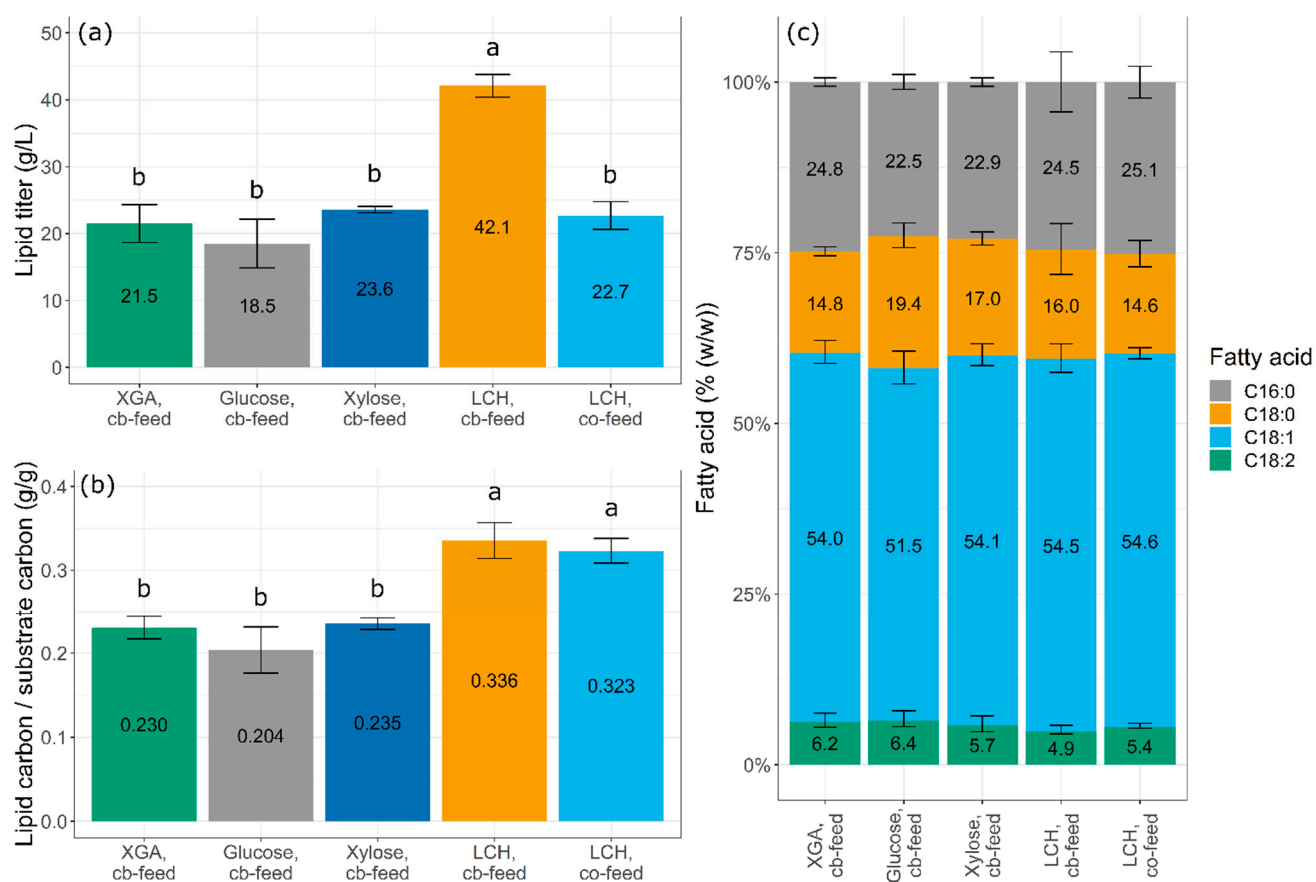 (a)
Lipid titer (g/L)
50
40
30
20
10
0
b
b
b
a
b
21.5
18.5
23.6
42.1
22.7
XGA,
cb-feed
Glucose,
cb-feed
Xylose,
cb-feed
LCH,
cb-feed
LCH,
co-feed
(b)
Lipid carbon / substrate carbon (g/g)
0.4
0.3
0.2
0.1
0.0
b
b
b
a
a
0.230
0.204
0.235
0.336
0.323
XGA,
cb-feed
Glucose,
cb-feed
Xylose,
cb-feed
LCH,
cb-feed
LCH,
co-feed
(c)
Fatty acid (% (w/w))
100%
75%
50%
25%
0%
24.8
22.5
22.9
24.5
25.1
14.8
19.4
17.0
16.0
14.6
54.0
51.5
54.1
54.5
54.6
6.2
6.4
5.7
4.9
5.4
XGA,
cb-feed
Glucose,
cb-feed
Xylose,
cb-feed
LCH,
cb-feed
LCH,
co-feed
Fatty acid
C16:0
C18:0
C18:1
C18:2